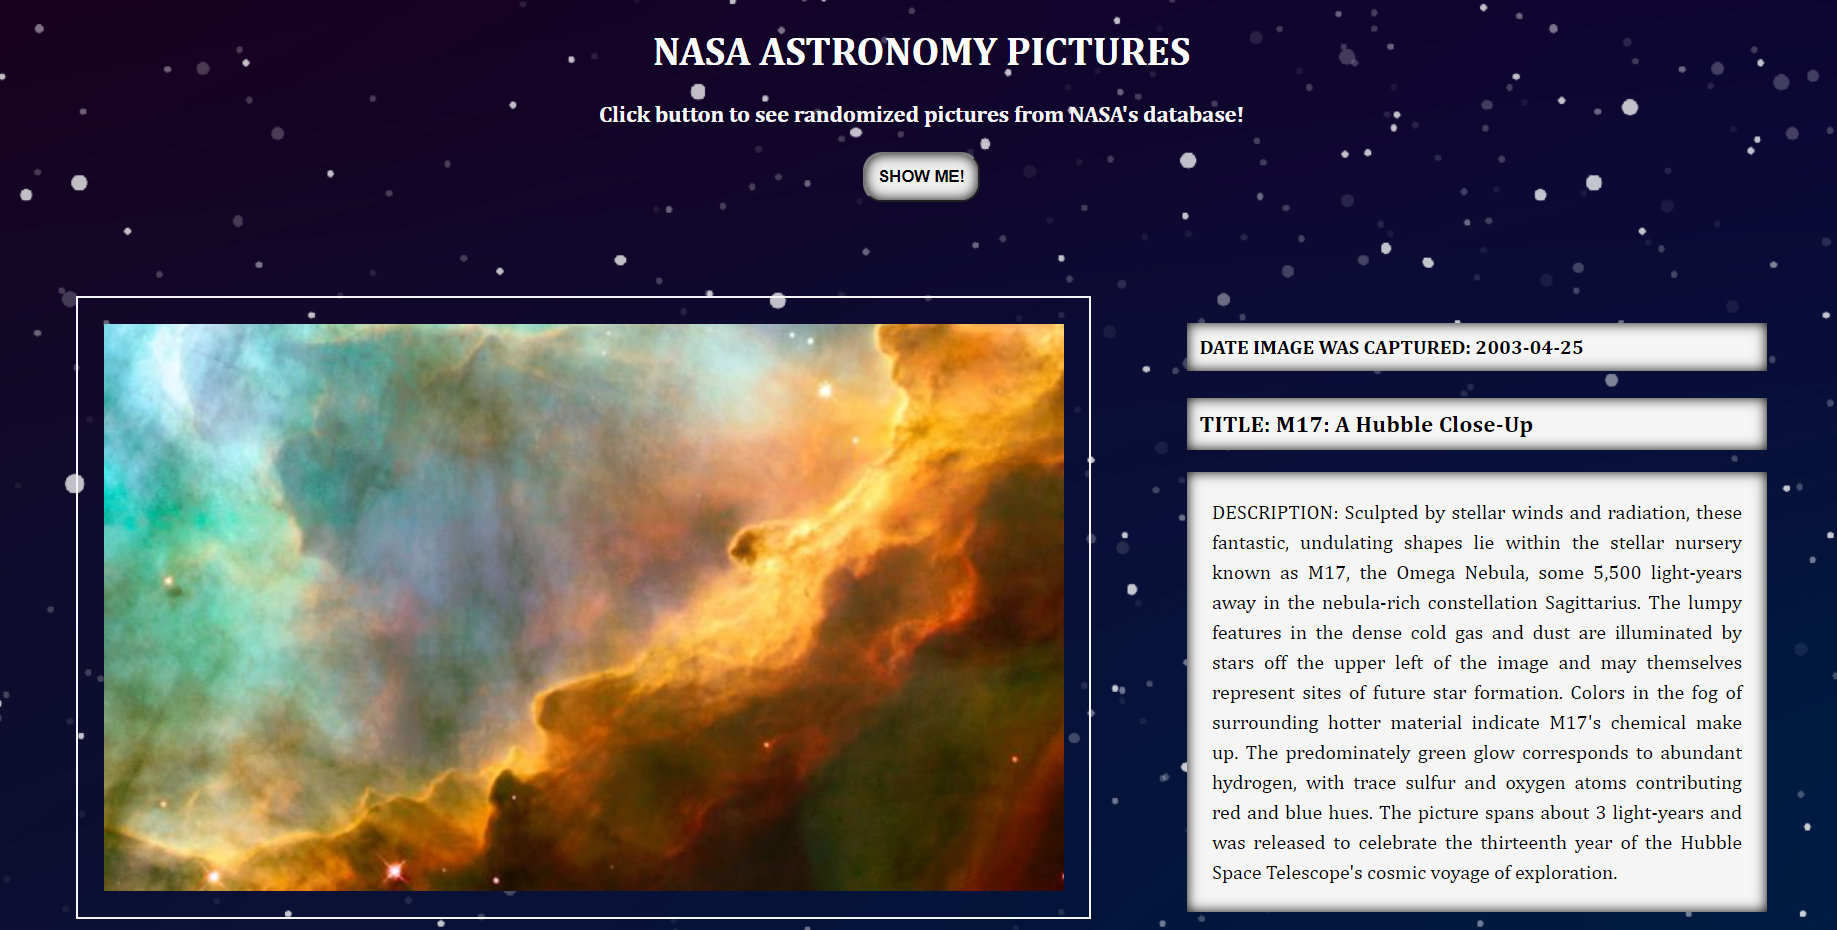 NASA ASTRONOMY PICTURES
Click button to see randomized pictures from NASA's database!
SHOW ME!
DATE IMAGE WAS CAPTURED: 2003-04-25
TITLE: M17: A Hubble Close-Up
DESCRIPTION: Sculpted by stellar winds and radiation, these
fantastic, undulating shapes lie within the stellar nursery
known as M17, the Omega Nebula, some 5,500 light-years
away in the nebula-rich constellation Sagittarius. The lumpy
features in the dense cold gas and dust are illuminated by
stars off the upper left of the image and may themselves
represent sites of future star formation. Colors in the fog of
surrounding hotter material indicate M17's chemical make
up. The predominately green glow corresponds to abundant
hydrogen, with trace sulfur and oxygen atoms contributing
red and blue hues. The picture spans about 3 light-years and
was released to celebrate the thirteenth year of the Hubble
Space Telescope's cosmic voyage of exploration.